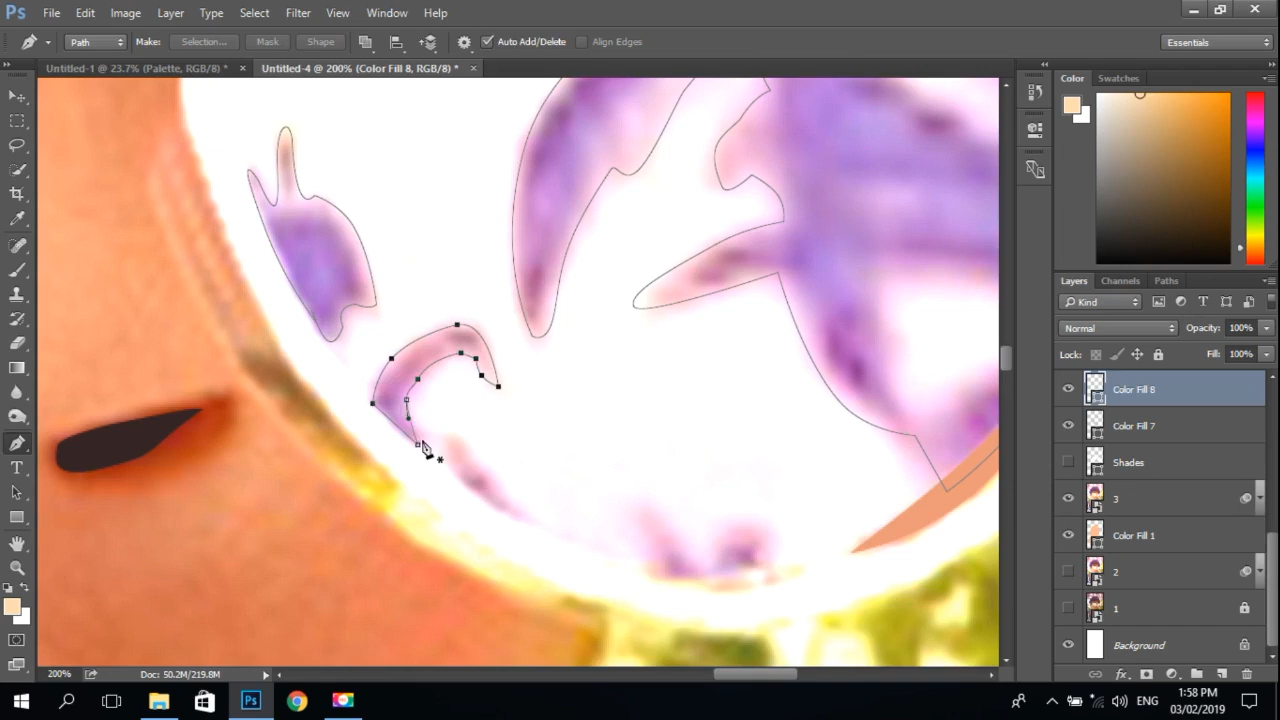 Ps File Edit Image Layer Type Select Filter View Window Help
Path Make: Selection... Mask Shape Auto Add/Delete Align Edges Essentials
Untitled-1 @ 23.7% (Palette, RGB/8) * Untitled-4 @ 200% (Color Fill 8, RGB/8) *
Color Swatches
Layers Channels Paths
Kind
Normal Opacity: 100%
Lock: Fill: 100%
Color Fill 8
Color Fill 7
Shades
3
Color Fill 1
2
1
Background
200% Doc: 50.2M/219.8M
Ps ENG 1:58 PM
03/02/2019